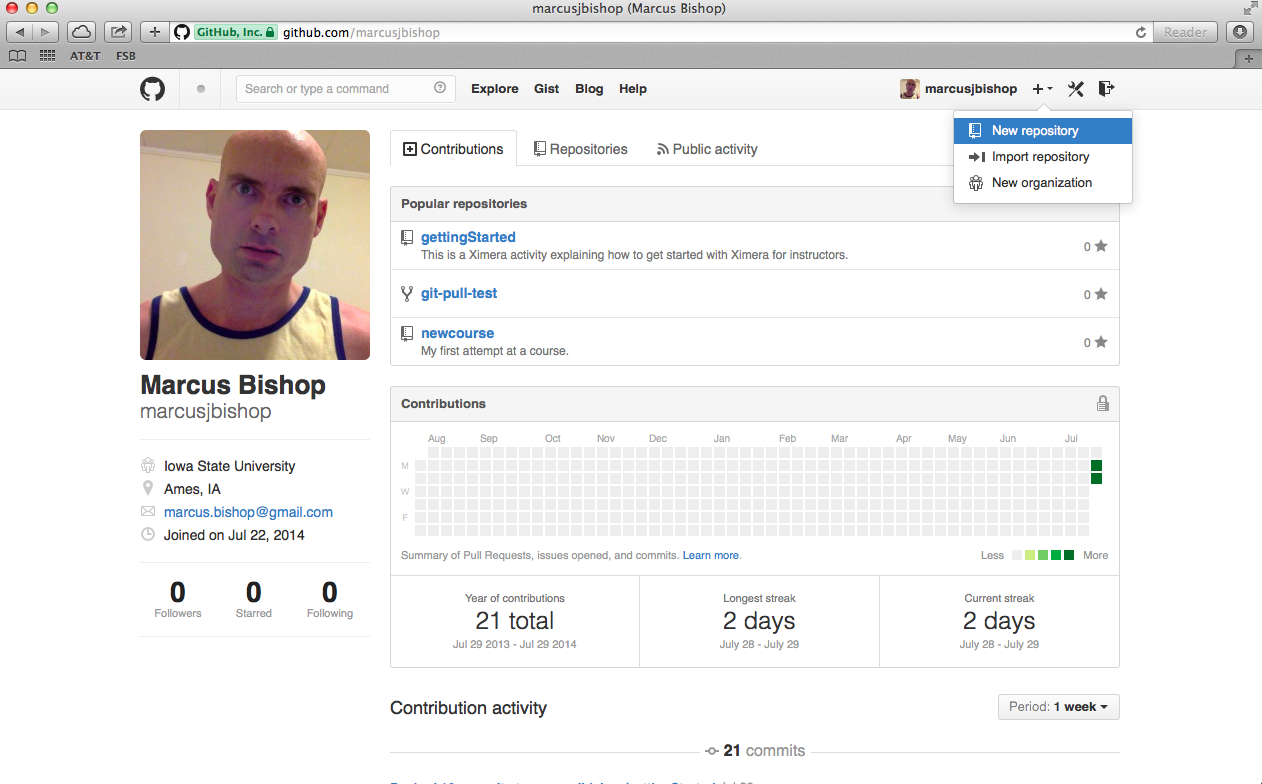 marcusjbishop (Marcus Bishop)
GitHub, Inc. github.com/marcusjbishop
Reader
AT&T FSB
Search or type a command
Explore Gist Blog Help
marcusjbishop
New repository
Import repository
New organization
Contributions Repositories Public activity
Popular repositories
gettingStarted
This is a Ximera activity explaining how to get started with Ximera for instructors.
0
git-pull-test
0
newcourse
My first attempt at a course.
0
Marcus Bishop
marcusjbishop
Iowa State University
Ames, IA
marcus.bishop@gmail.com
Joined on Jul 22, 2014
0 0 0
Followers Starred Following
Contributions
Aug Sep Oct Nov Dec Jan Feb Mar Apr May Jun Jul
M
W
F
Summary of Pull Requests, issues opened, and commits. Learn more.
Less More
Year of contributions
21 total
Jul 29 2013 - Jul 29 2014
Longest streak
2 days
July 28 - July 29
Current streak
2 days
July 28 - July 29
Contribution activity
Period: 1 week
21 commits